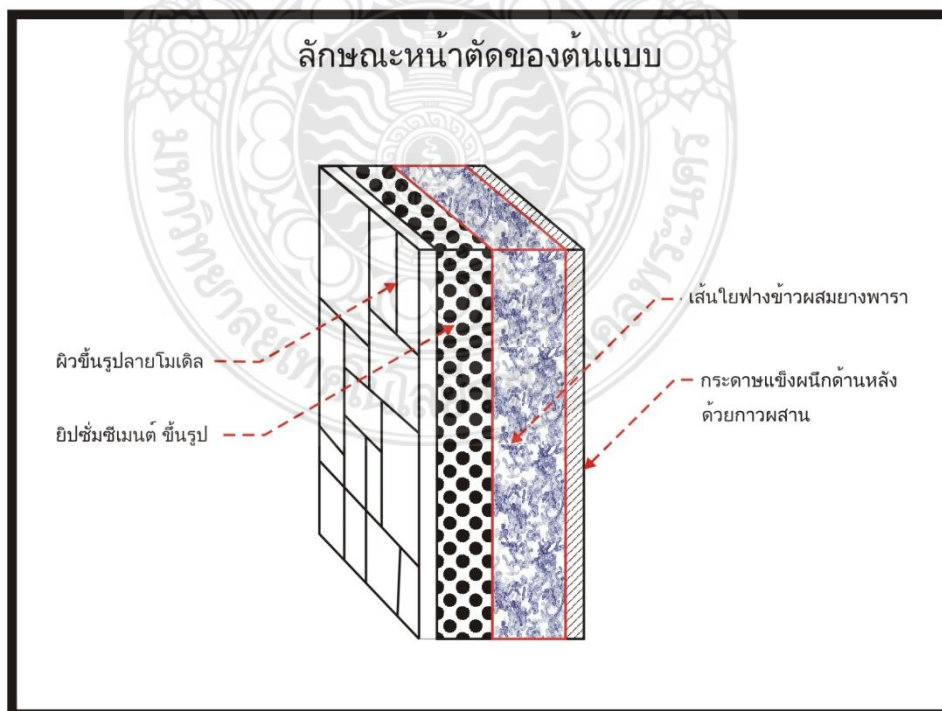 ลักษณะหน้าตัดของต้นแบบ
เส้นใยฟางข้าวผสมยางพารา
ผิวขึ้นรูปลายโมเดิล
กระดาษแข็งผนึกด้านหลัง
ด้วยกาวผสาน
ยิปซั่มซีเมนต์ ขึ้นรูป